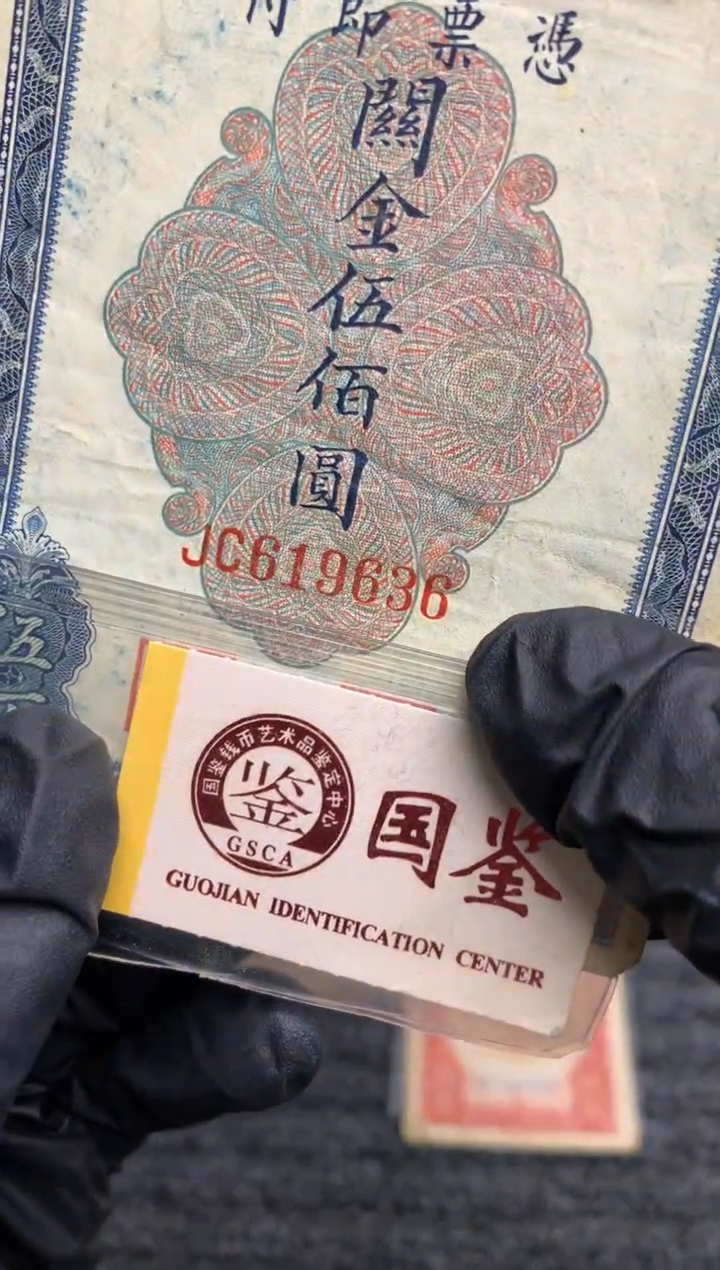 憑票即付
關金伍佰圓
JC619636
伍
国鉴钱币艺术品鉴定中心
鉴
GSCA
国鉴
GUOJIAN IDENTIFICATION CENTER